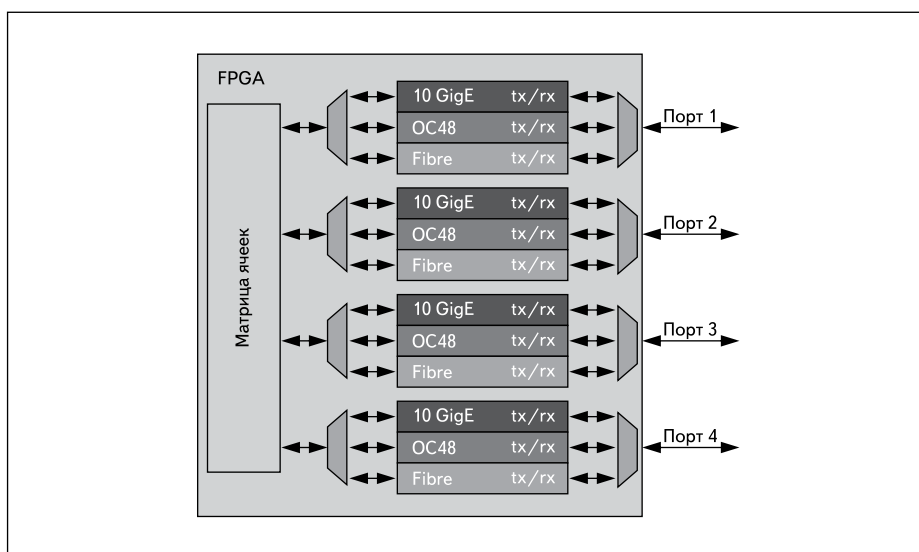 FPGA
Матрица ячеек
10 GigE tx/rx
OC48 tx/rx
Fibre tx/rx
Порт 1
10 GigE tx/rx
OC48 tx/rx
Fibre tx/rx
Порт 2
10 GigE tx/rx
OC48 tx/rx
Fibre tx/rx
Порт 3
10 GigE tx/rx
OC48 tx/rx
Fibre tx/rx
Порт 4